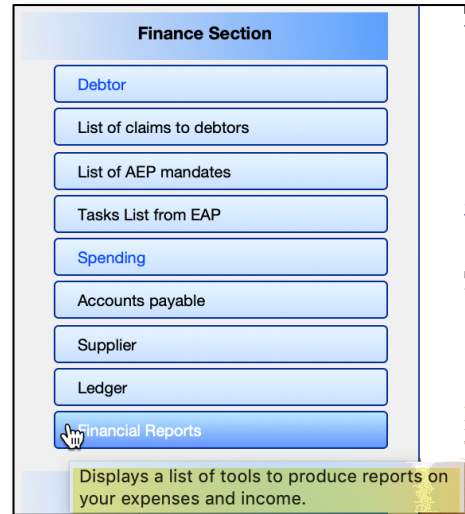 Finance Section
Debtor
List of claims to debtors
List of AEP mandates
Tasks List from EAP
Spending
Accounts payable
Supplier
Ledger
Financial Reports
Displays a list of tools to produce reports on
your expenses and income.